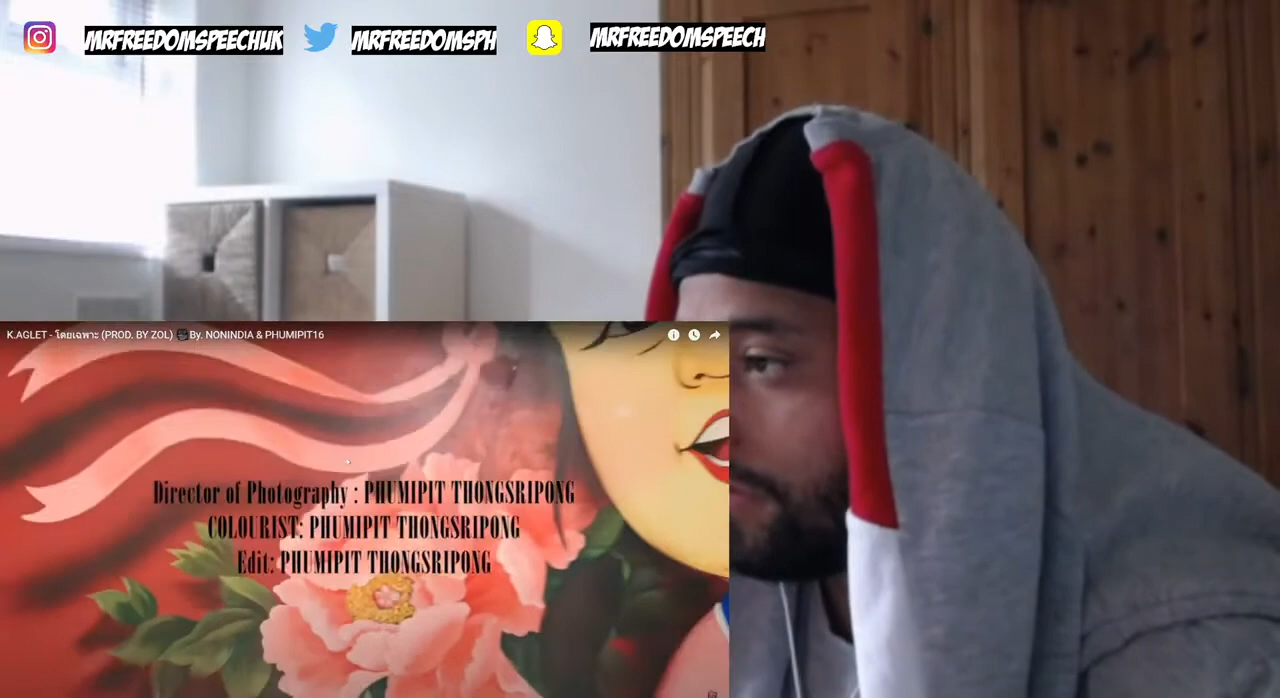 MRFREEDOMSPEECHUK MRFREEDOMSPH MRFREEDOMSPEECH
K.AGLET - โดยเฉพาะ (PROD. BY ZOL) By. NONINDIA & PHUMIPIT16
Director of Photography : PHUMIPIT THONGSRIPONG
COLOURIST: PHUMIPIT THONGSRIPONG
Edit: PHUMIPIT THONGSRIPONG